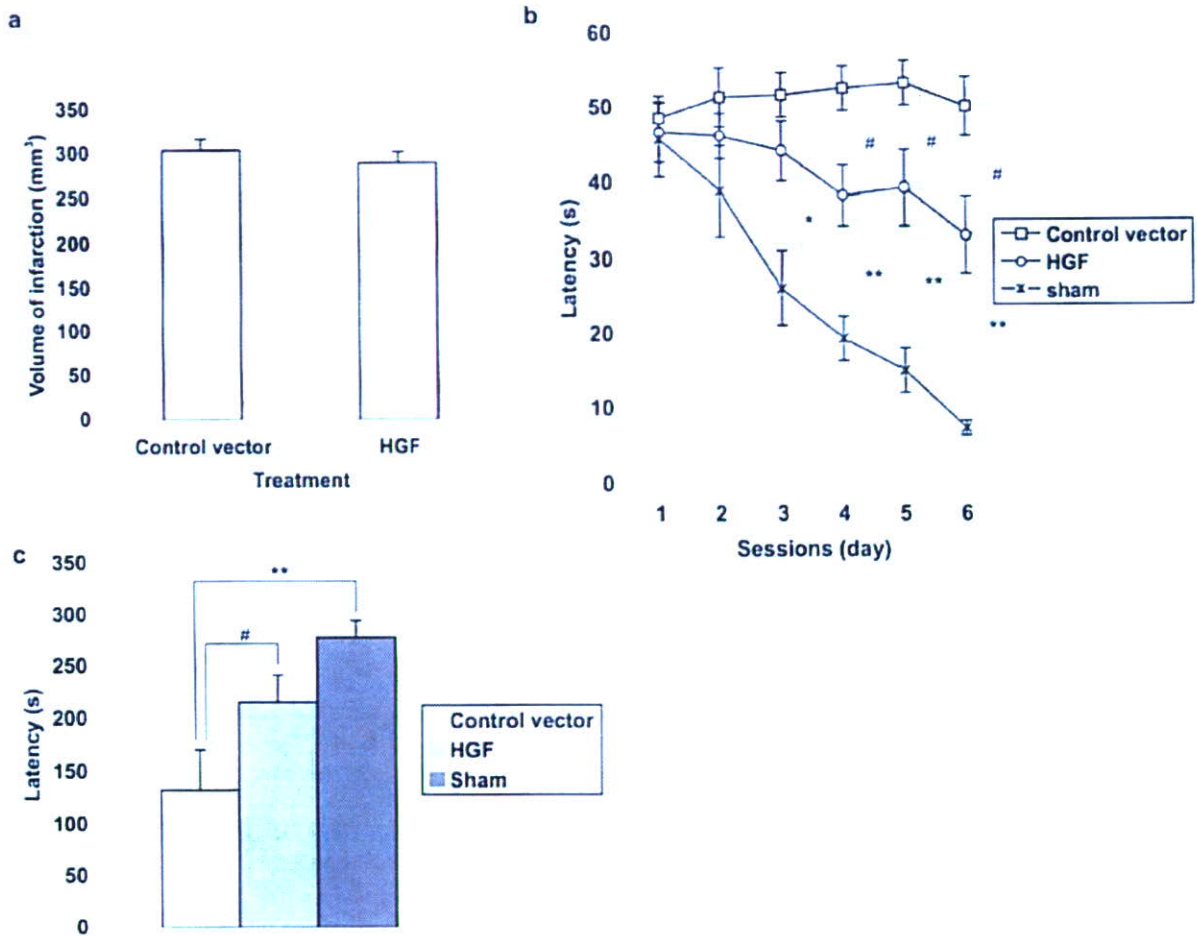 a
350
300
250
200
150
100
50
0
Volume of infarction (mm³)
Control vector
HGF
Treatment
b
60
50
40
30
20
10
0
Latency (s)
#
#
#
*
**
**
**
Control vector
HGF
sham
1 2 3 4 5 6
Sessions (day)
c
350
300
250
200
150
100
50
0
Latency (s)
**
#
Control vector
HGF
Sham